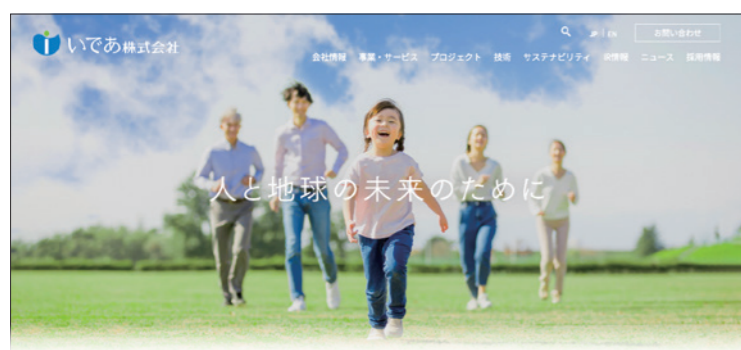 いであ株式会社
JP | EN
お問い合わせ
会社情報 事業・サービス プロジェクト 技術 サステナビリティ IR情報 ニュース 採用情報
人と地球の未来のために